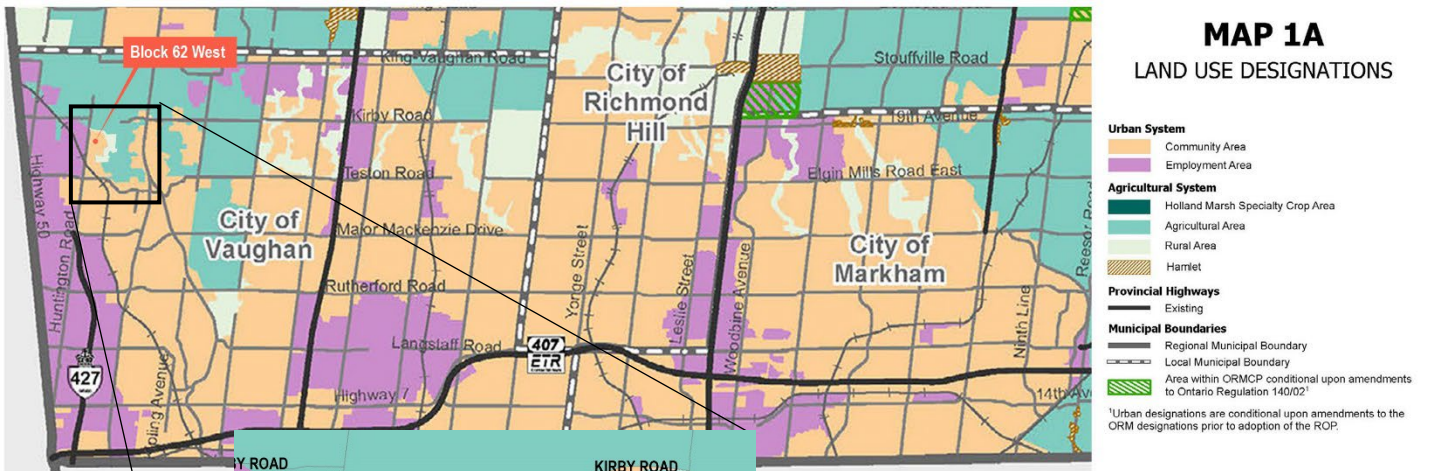 MAP 1A
LAND USE DESIGNATIONS
Urban System
Community Area
Employment Area
Agricultural System
Holland Marsh Specialty Crop Area
Agricultural Area
Rural Area
Hamlet
Provincial Highways
Existing
Municipal Boundaries
Regional Municipal Boundary
Local Municipal Boundary
Area within ORMCP conditional upon amendments
to Ontario Regulation 140/02¹
¹Urban designations are conditional upon amendments to the
ORM designations prior to adoption of the ROP.
Block 62 West
King-Vaughan Road
Stouffville Road
City of
Richmond
Hill
Kirby Road
19th Avenue
Highway 50
Teston Road
Elgin Mills Road East
City of
Vaughan
Major Mackenzie Drive
City of
Markham
Huntington Road
Rutherford Road
Yonge Street
Leslie Street
Woodbine Avenue
Ninth Line
Reesor Road
Langstaff Road
407
ETR
427
Highway 7
14th
KIRBY ROAD